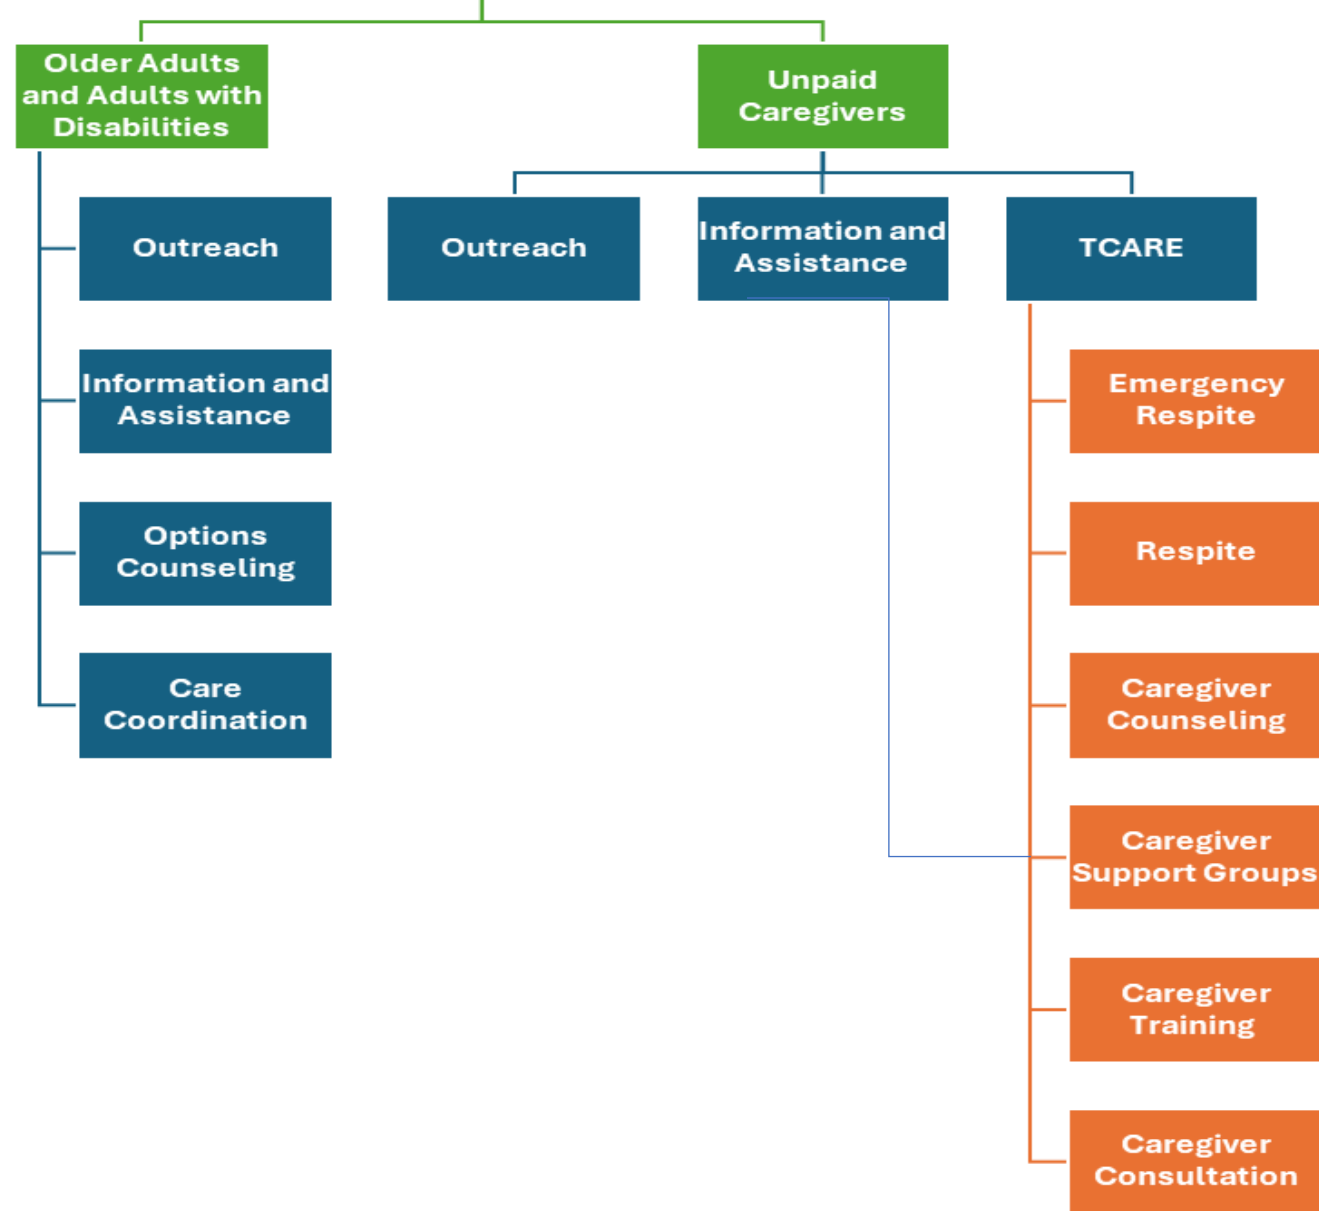 Older Adults
and Adults with
Disabilities
Unpaid
Caregivers
Outreach
Outreach
Information and
Assistance
TCARE
Information and
Assistance
Emergency
Respite
Options
Counseling
Respite
Care
Coordination
Caregiver
Counseling
Caregiver
Support Groups
Caregiver
Training
Caregiver
Consultation